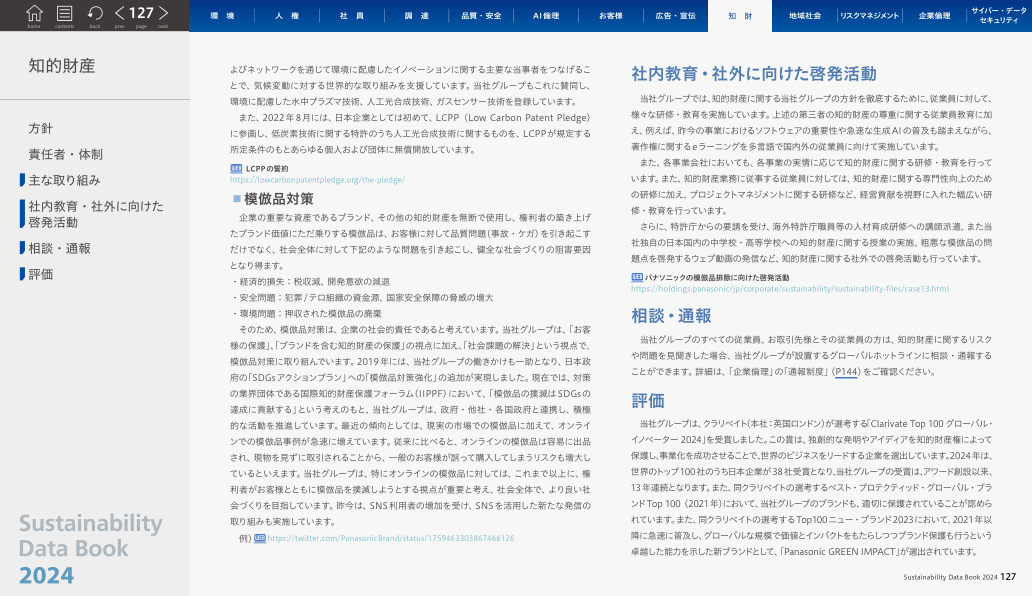 home
contents
back
prev
127
page
next
環 境
人 権
社 員
調 達
品質・安全
AI倫理
お客様
広告・宣伝
知 財
地域社会
リスクマネジメント
企業倫理
サイバー・データ
セキュリティ
知的財産
方針
責任者・体制
主な取り組み
社内教育・社外に向けた
啓発活動
相談・通報
評価
Sustainability
Data Book
2024
よびネットワークを通じて環境に配慮したイノベーションに関する主要な当事者をつなげるこ
とで、気候変動に対する世界的な取り組みを支援しています。当社グループもこれに賛同し、
環境に配慮した水中プラズマ技術、人工光合成技術、ガスセンサー技術を登録しています。
また、2022年8月には、日本企業としては初めて、LCPP（Low Carbon Patent Pledge）
に参画し、低炭素技術に関する特許のうち人工光合成技術に関するものを、LCPPが規定する
所定条件のもとあらゆる個人および団体に無償開放しています。
WEB LCPPの誓約
https://lowcarbonpatentpledge.org/the-pledge/
■ 模倣品対策
企業の重要な資産であるブランド、その他の知的財産を無断で使用し、権利者の築き上げ
たブランド価値にただ乗りする模倣品は、お客様に対して品質問題（事故・ケガ）を引き起こす
だけでなく、社会全体に対して下記のような問題を引き起こし、健全な社会づくりの阻害要因
となり得ます。
・経済的損失：税収減、開発意欲の減退
・安全問題：犯罪/テロ組織の資金源、国家安全保障の脅威の増大
・環境問題：押収された模倣品の廃棄
そのため、模倣品対策は、企業の社会的責任であると考えています。当社グループは、「お客
様の保護」、「ブランドを含む知的財産の保護」の視点に加え、「社会課題の解決」という視点で、
模倣品対策に取り組んでいます。2019年には、当社グループの働きかけも一助となり、日本政
府の「SDGsアクションプラン」への「模倣品対策強化」の追加が実現しました。現在では、対策
の業界団体である国際知的財産保護フォーラム（IIPPF）において、「模倣品の撲滅はSDGsの
達成に貢献する」という考えのもと、当社グループは、政府・他社・各国政府と連携し、積極
的な活動を推進しています。最近の傾向としては、現実の市場での模倣品に加えて、オンライ
ンでの模倣品事例が急速に増えています。従来に比べると、オンラインの模倣品は容易に出品
され、現物を見ずに取引されることから、一般のお客様が誤って購入してしまうリスクも増大し
ているといえます。当社グループは、特にオンラインの模倣品に対しては、これまで以上に、権
利者がお客様とともに模倣品を撲滅しようとする視点が重要と考え、社会全体で、より良い社
会づくりを目指しています。昨今は、SNS利用者の増加を受け、SNSを活用した新たな発信の
取り組みも実施しています。
例） WEB https://twitter.com/PanasonicBrand/status/1759463303867466126
社内教育・社外に向けた啓発活動
当社グループでは、知的財産に関する当社グループの方針を徹底するために、従業員に対して、
様々な研修・教育を実施しています。上述の第三者の知的財産の尊重に関する従業員教育に加
え、例えば、昨今の事業におけるソフトウェアの重要性や急速な生成AIの普及も踏まえながら、
著作権に関するeラーニングを多言語で国内外の従業員に向けて実施しています。
また、各事業会社においても、各事業の実情に応じて知的財産に関する研修・教育を行って
います。また、知的財産業務に従事する従業員に対しては、知的財産に関する専門性向上のため
の研修に加え、プロジェクトマネジメントに関する研修など、経営貢献を視野に入れた幅広い研
修・教育を行っています。
さらに、特許庁からの要請を受け、海外特許庁職員等の人材育成研修への講師派遣、また当
社独自の日本国内の中学校・高等学校への知的財産に関する授業の実施、粗悪な模倣品の問
題点を啓発するウェブ動画の発信など、知的財産に関する社外での啓発活動も行っています。
WEB パナソニックの模倣品排除に向けた啓発活動
https://holdings.panasonic/jp/corporate/sustainability/sustainability-files/case13.html
相談・通報
当社グループのすべての従業員、お取引先様とその従業員の方は、知的財産に関するリスク
や問題を見聞きした場合、当社グループが設置するグローバルホットラインに相談・通報する
ことができます。詳細は、「企業倫理」の「通報制度」（P144）をご確認ください。
評価
当社グループは、クラリベイト（本社：英国ロンドン）が選考する「Clarivate Top 100 グローバル・
イノベーター 2024」を受賞しました。この賞は、独創的な発明やアイディアを知的財産権によって
保護し、事業化を成功させることで、世界のビジネスをリードする企業を選出しています。2024年は、
世界のトップ100社のうち日本企業が38社受賞となり、当社グループの受賞は、アワード創設以来、
13年連続となります。また、同クラリベイトの選考するベスト・プロテクティッド・グローバル・ブラ
ンドTop 100（2021年）において、当社グループのブランドも、適切に保護されていることが認めら
れています。また、同クラリベイトの選考するTop100ニュー・ブランド2023において、2021年以
降に急速に普及し、グローバルな規模で価値とインパクトをもたらしつつブランド保護も行うという
卓越した能力を示した新ブランドとして、「Panasonic GREEN IMPACT」が選出されています。
Sustainability Data Book 2024 127